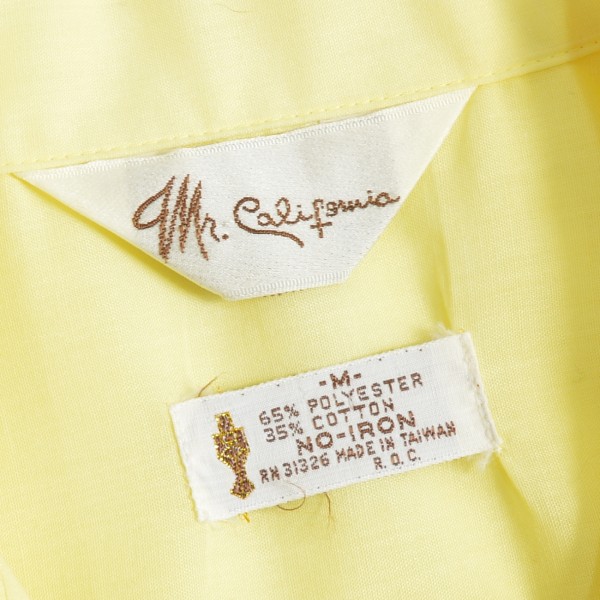 Mr. California
-M-
65% POLYESTER
35% COTTON
NO-IRON
RN 31326 MADE IN TAIWAN
R.O.C.